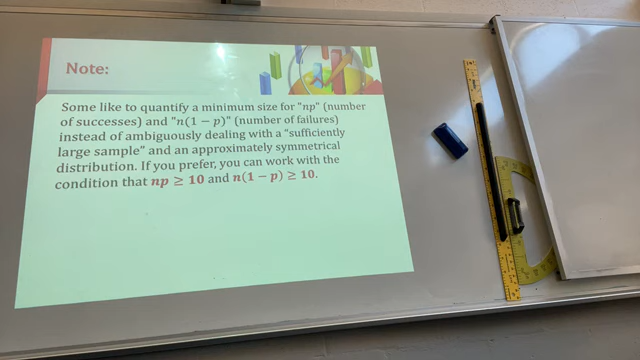 Note:
Some like to quantify a minimum size for "np" (number
of successes) and "n(1 − p)" (number of failures)
instead of ambiguously dealing with a "sufficiently
large sample" and an approximately symmetrical
distribution. If you prefer, you can work with the
condition that np ≥ 10 and n(1 − p) ≥ 10.